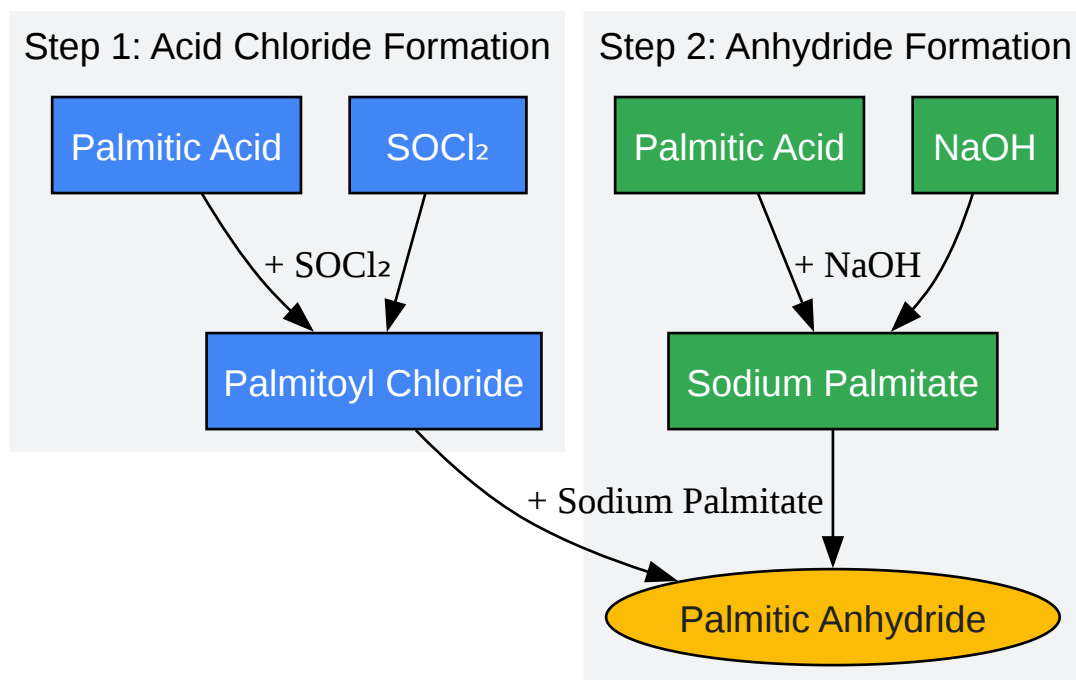 Step 1: Acid Chloride Formation
Palmitic Acid
SOCl₂
+ SOCl₂
Palmitoyl Chloride
Step 2: Anhydride Formation
Palmitic Acid
NaOH
+ NaOH
Sodium Palmitate
+ Sodium Palmitate
Palmitic Anhydride